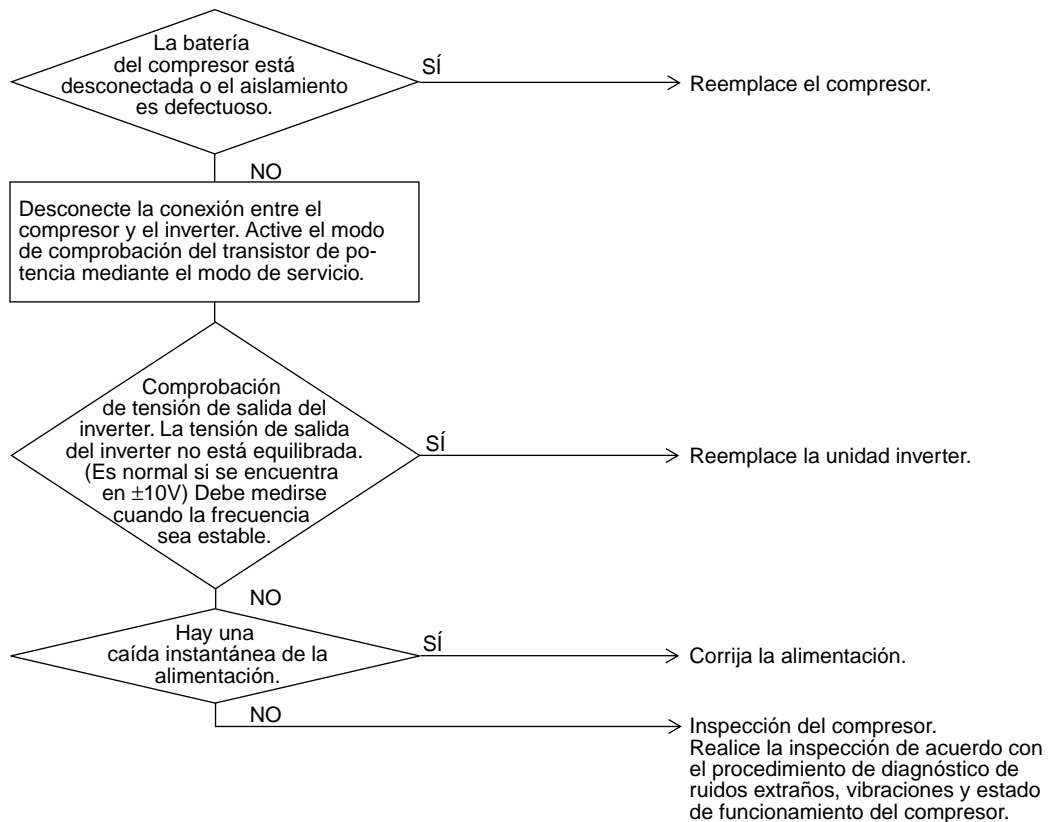 La batería
del compresor está
desconectada o el aislamiento
es defectuoso.
SÍ
Reemplace el compresor.
NO
Desconecte la conexión entre el
compresor y el inverter. Active el modo
de comprobación del transistor de po-
tencia mediante el modo de servicio.
Comprobación
de tensión de salida del
inverter. La tensión de salida
del inverter no está equilibrada.
(Es normal si se encuentra
en ±10V) Debe medirse
cuando la frecuencia
sea estable.
SÍ
Reemplace la unidad inverter.
NO
Hay una
caída instantánea de la
alimentación.
SÍ
Corrija la alimentación.
NO
Inspección del compresor.
Realice la inspección de acuerdo con
el procedimiento de diagnóstico de
ruidos extraños, vibraciones y estado
de funcionamiento del compresor.